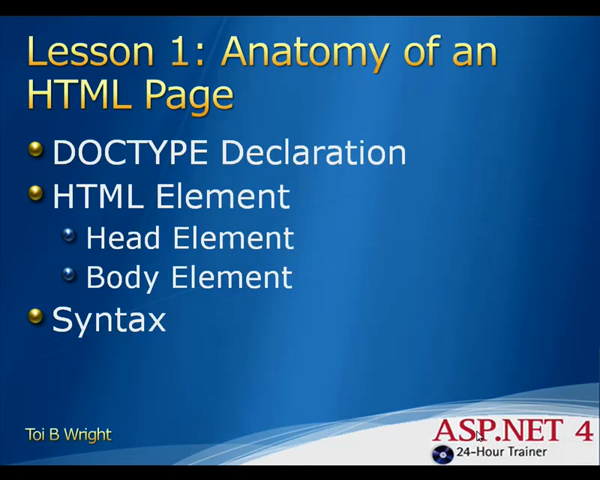 Lesson 1: Anatomy of an
HTML Page
DOCTYPE Declaration
HTML Element
Head Element
Body Element
Syntax
Toi B Wright
ASP.NET 4
24-Hour Trainer